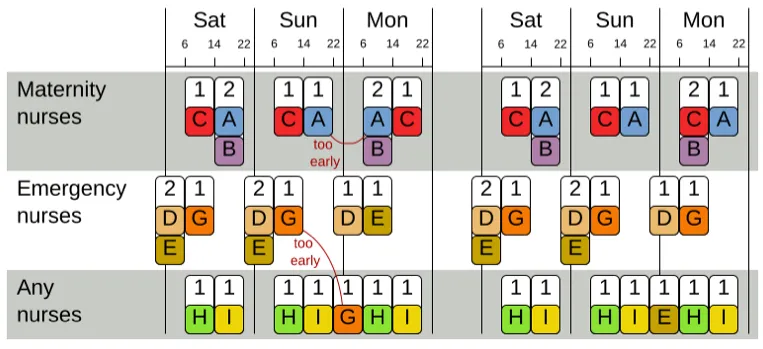 Sat Sun Mon Sat Sun Mon
6 14 22 6 14 22 6 14 22 6 14 22 6 14 22 6 14 22
Maternity
nurses
1 2 1 1 2 1 1 2 1 1 2 1
C A C A A C C A C A C A
B B B B
too
early
Emergency
nurses
2 1 2 1 1 1 2 1 2 1 1 1
D G D G D E D G D G D G
E E E E
too
early
Any
nurses
1 1 1 1 1 1 1 1 1 1 1 1 1 1
H I H I G H I H I H I E H I